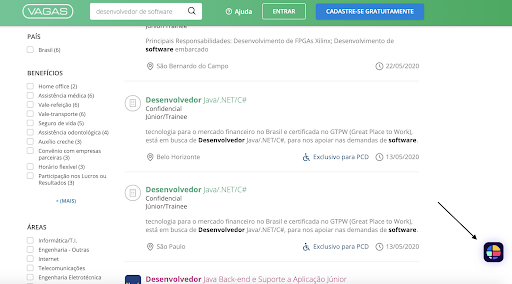 VAGAS
desenvolvedor de software
Ajuda
ENTRAR
CADASTRE-SE GRATUITAMENTE
PAÍS
Brasil (6)
BENEFÍCIOS
Home office (2)
Assistência médica (6)
Vale-refeição (6)
Vale-transporte (6)
Seguro de vida (5)
Assistência odontológica (4)
Auxílio creche (3)
Convênio com empresas
parceiras (3)
Horário flexível (3)
Participação nos Lucros ou
Resultados (3)
+ (MAIS)
ÁREAS
Informática/T.I.
Engenharia - Outras
Internet
Telecomunicações
Engenharia Eletrotécnica
Júnior/Trainee
Principais Responsabilidades: Desenvolvimento de FPGAs Xilinx; Desenvolvimento de
software embarcado
São Bernardo do Campo
22/05/2020
Desenvolvedor Java/.NET/C#
Confidencial
Júnior/Trainee
tecnologia para o mercado financeiro no Brasil e certificada no GTPW (Great Place to Work),
está em busca de Desenvolvedor Java/.NET/C#, para nos apoiar nas demandas de software.
Belo Horizonte
Exclusivo para PCD
13/05/2020
Desenvolvedor Java/.NET/C#
Confidencial
Júnior/Trainee
tecnologia para o mercado financeiro no Brasil e certificada no GTPW (Great Place to Work),
está em busca de Desenvolvedor Java/.NET/C#, para nos apoiar nas demandas de software.
São Paulo
Exclusivo para PCD
13/05/2020
Desenvolvedor Java Back-end e Suporte a Aplicação júnior